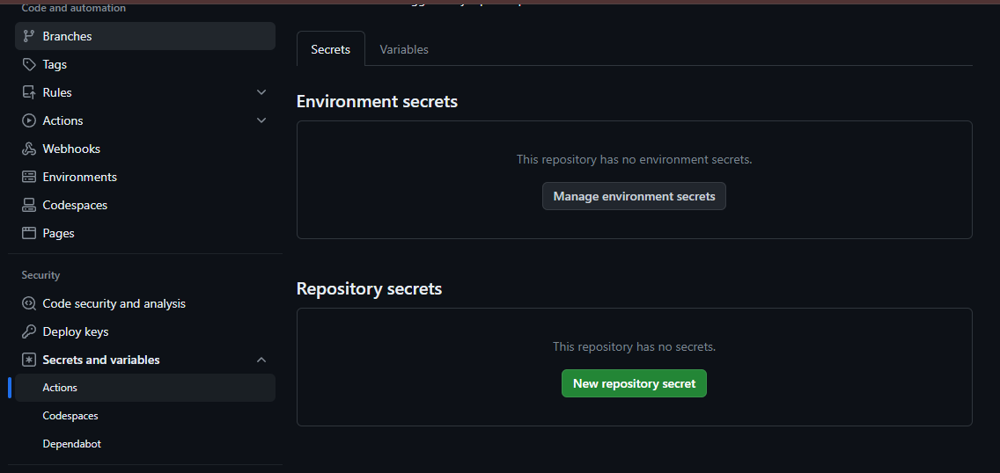 Code and automation
Branches
Tags
Rules
Actions
Webhooks
Environments
Codespaces
Pages
Security
Code security and analysis
Deploy keys
Secrets and variables
Actions
Codespaces
Dependabot
Secrets
Variables
Environment secrets
This repository has no environment secrets.
Manage environment secrets
Repository secrets
This repository has no secrets.
New repository secret